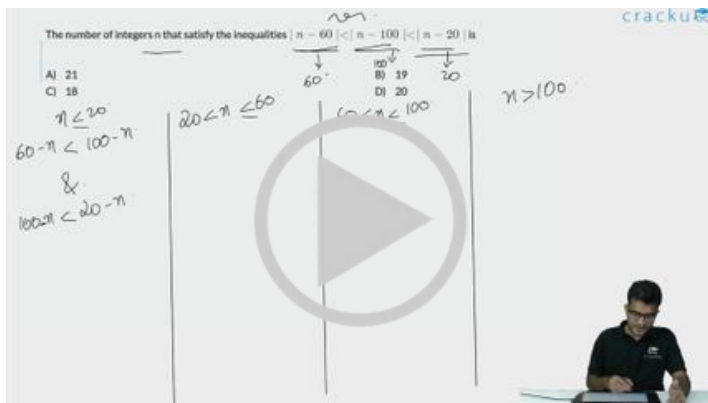 cracku
The number of integers n that satisfy the inequalities | n − 60 |<| n − 100 |<| n − 20 | is
A) 21
B) 19
C) 18
D) 20
60
100
20
n ≤ 20
60-n < 100-n
&
100-n < 20-n
20 < n ≤ 60
n ≤ 100
n > 100